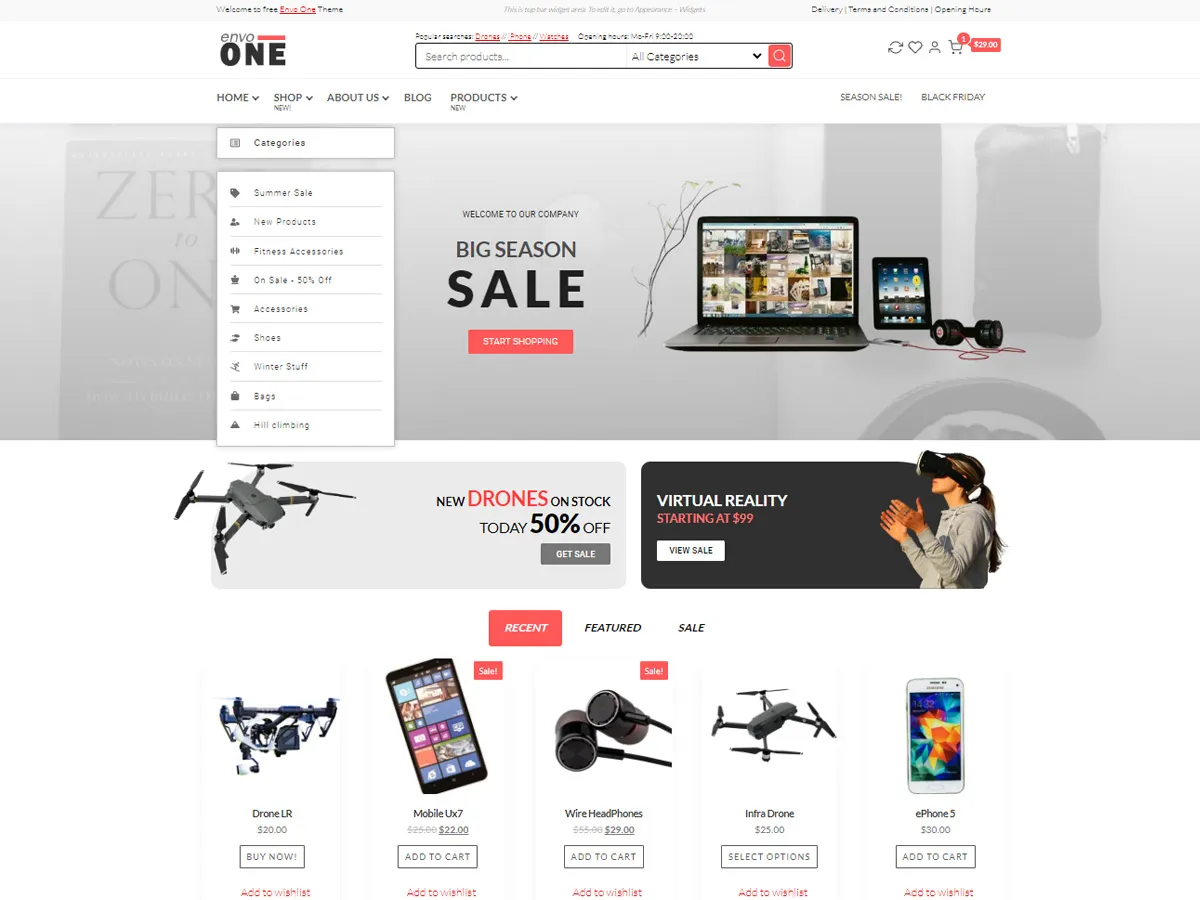 Welcome to free Envo One Theme
This is top bar widget area. To edit it, go to Appearance – Widgets
Delivery | Terms and Conditions | Opening Hours
envo
ONE
Popular searches: Drones // iPhone // Watches Opening hours: Mo-Fri 9:00-20:00
Search products...
All Categories
1
$29.00
HOME
SHOP
NEW!
ABOUT US
BLOG
PRODUCTS
NEW
SEASON SALE!
BLACK FRIDAY
Categories
Summer Sale
New Products
Fitness Accessories
On Sale - 50% Off
Accessories
Shoes
Winter Stuff
Bags
Hill climbing
ZER
to
ON
WELCOME TO OUR COMPANY
BIG SEASON
SALE
START SHOPPING
NEW DRONES ON STOCK
TODAY 50% OFF
GET SALE
VIRTUAL REALITY
STARTING AT $99
VIEW SALE
RECENT
FEATURED
SALE
Sale!
Sale!
SAMSUNG
Drone LR
$20.00
BUY NOW!
Add to wishlist
Mobile Ux7
$25.00 $22.00
ADD TO CART
Add to wishlist
Wire HeadPhones
$55.00 $29.00
ADD TO CART
Add to wishlist
Infra Drone
$25.00
SELECT OPTIONS
Add to wishlist
ePhone 5
$30.00
ADD TO CART
Add to wishlist